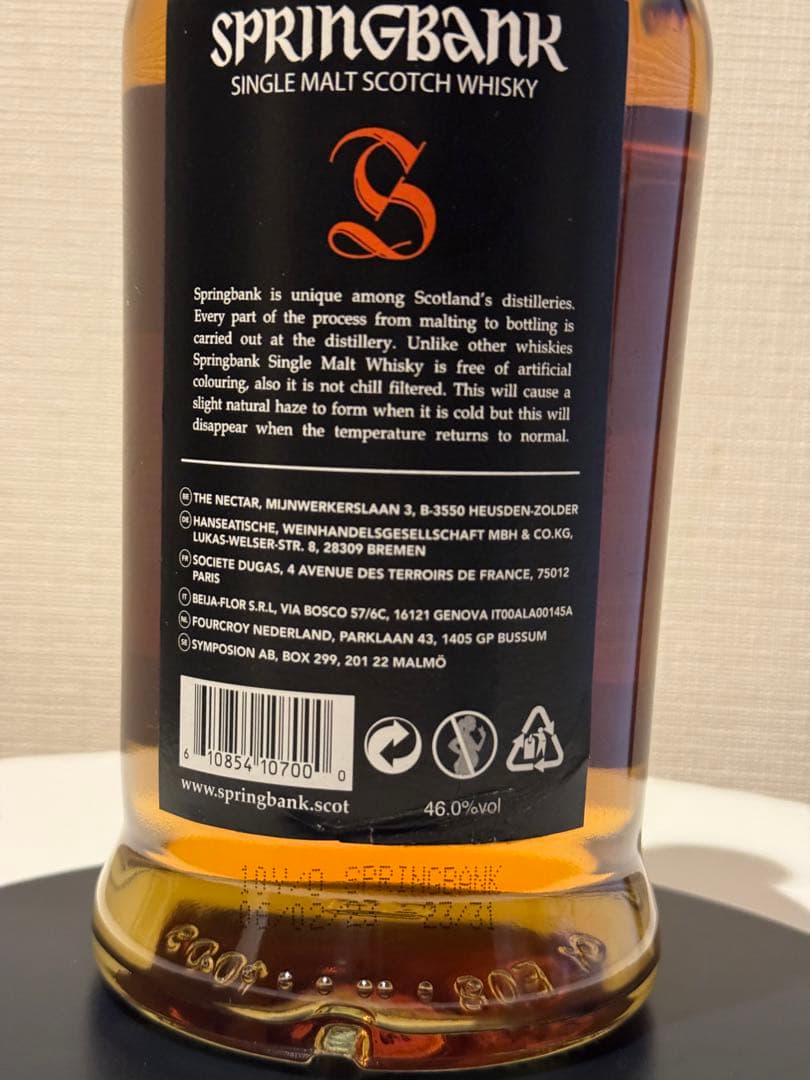 SPRINGBANK
SINGLE MALT SCOTCH WHISKY
S
Springbank is unique among Scotland's distilleries.
Every part of the process from malting to bottling is
carried out at the distillery. Unlike other whiskies
Springbank Single Malt Whisky is free of artificial
colouring, also it is not chill filtered. This will cause a
slight natural haze to form when it is cold but this will
disappear when the temperature returns to normal.
BE THE NECTAR, MIJNWERKERSLAAN 3, B-3550 HEUSDEN-ZOLDER
DE HANSEATISCHE, WEINHANDELSGESELLSCHAFT MBH & CO.KG,
LUKAS-WELSER-STR. 8, 28309 BREMEN
FR SOCIETE DUGAS, 4 AVENUE DES TERROIRS DE FRANCE, 75012
PARIS
IT BEIJA-FLOR S.R.L, VIA BOSCO 57/6C, 16121 GENOVA IT00ALA00145A
NL FOURCROY NEDERLAND, PARKLAAN 43, 1405 GP BUSSUM
SE SYMPOSION AB, BOX 299, 201 22 MALMÖ
6 10854 10700 0
www.springbank.scot
46.0%vol
SPRINGBANK
23/31